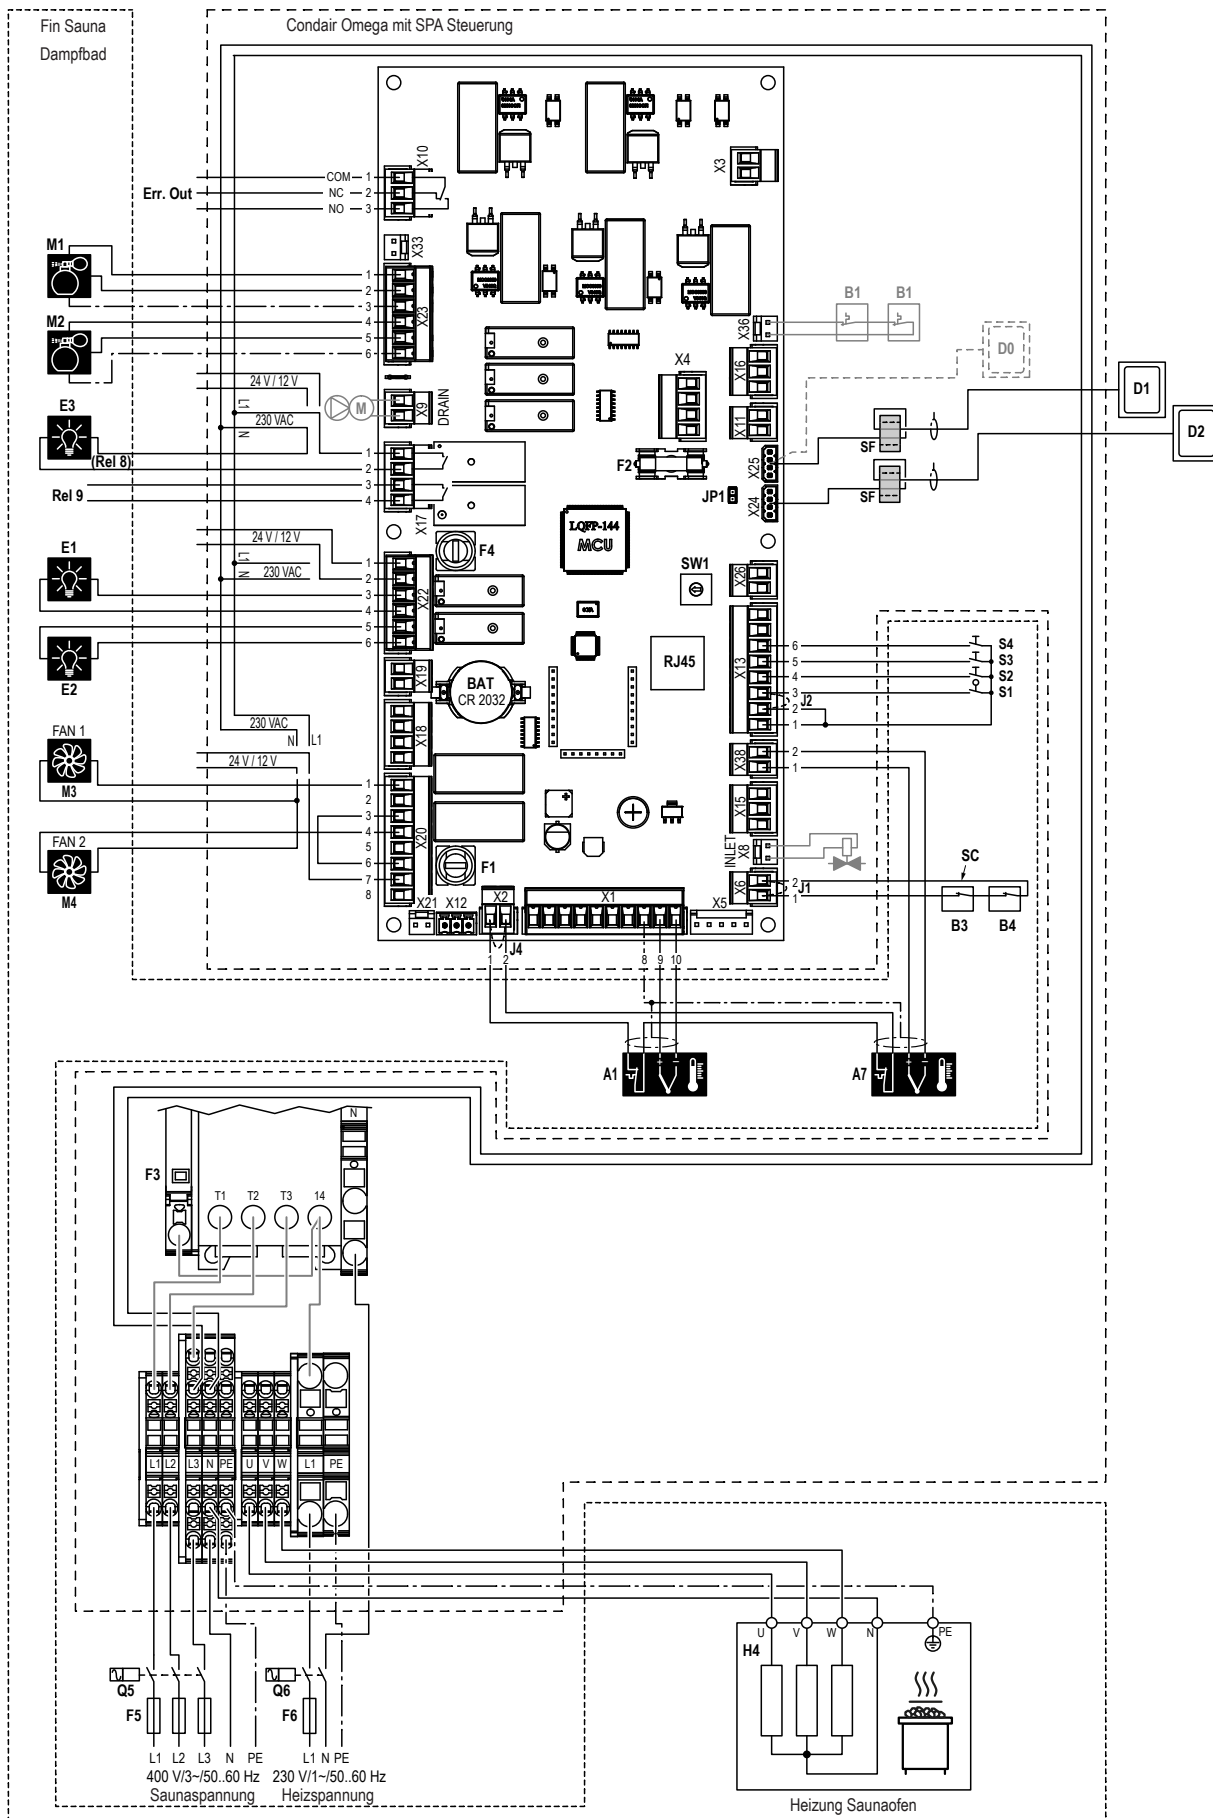 Fin Sauna
Dampfbad
Condair Omega mit SPA Steuerung
X10
X3
COM 1
Err. Out NC 2
NO 3
X33
M1
1
2
3
X23
M2
4
5
6
X36
B1 B1
D0
X4
X16
24 V / 12 V
L1
X9
DRAIN
M
X11
D1
E3
230 VAC
N
(Rel 8)
1
2
F2
X25
SF
D2
Rel 9
3
4
X17
JP1
X24
SF
24 V / 12 V
L1
N
230 VAC
F4
LQFP-144
MCU
E1
1
2
3
X22
4
5
6
SW1
X26
E2
X19
BAT
CR 2032
RJ45
X13
6 S4
5 S3
4 S2
3 S1
2 J2
1
FAN 1
230 VAC
N L1
X18
24 V / 12 V
M3
X38
2
1
1
2
3
X20
4
5
6
7
8
FAN 2
M4
X15
INLET
X8
F1
SC
X6
2
1
J1
B3 B4
X21 X12 X2 X1 X5
J4
1 2 8 9 10
A1 + −
A7 + −
N
F3
T1 T2 T3 14
L1 L2 L3 N PE U V W L1 PE
U V W N PE
H4
Q5 Q6
F5 F6
L1 L2 L3 N PE L1 N PE
400 V/3~/50..60 Hz 230 V/1~/50..60 Hz
Saunaspannung Heizspannung
Heizung Saunaofen